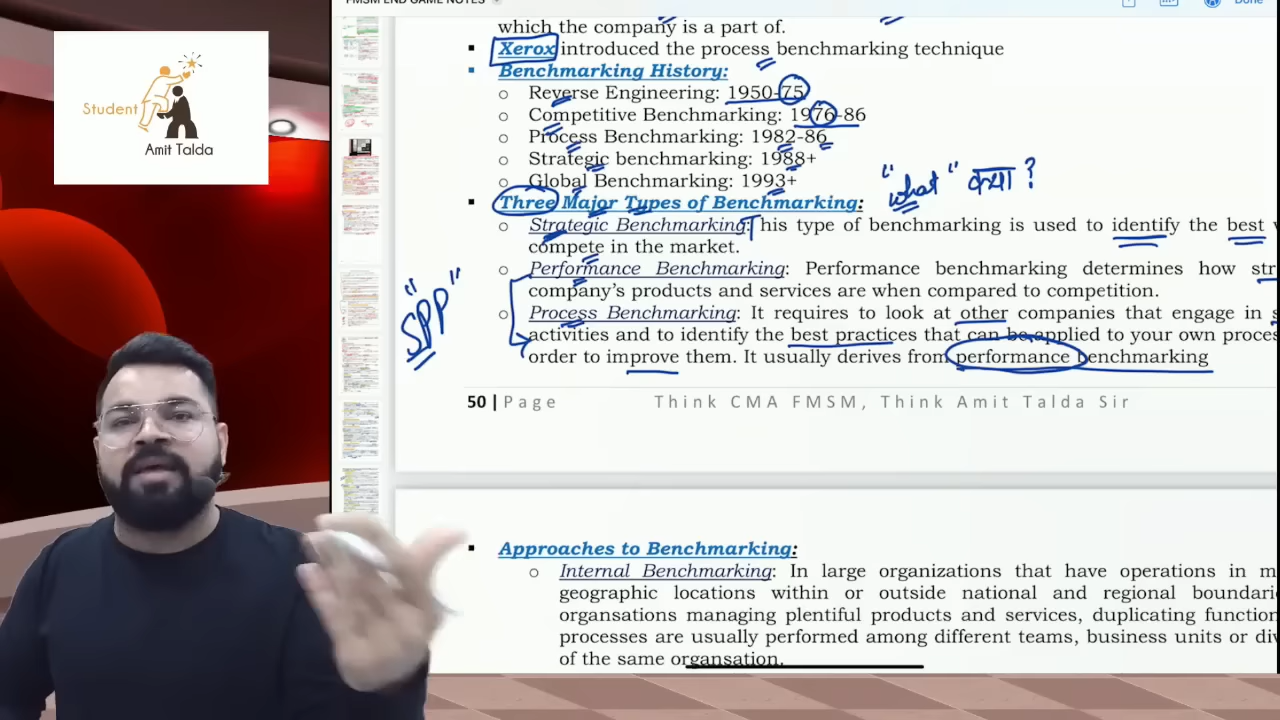 PMSM END GAME NOTES
Done
which the company is a part of
Xerox introduced the process benchmarking technique
Benchmarking History:
Reverse Engineering: 1950-75
Competitive Benchmarking: 1976-86
Process Benchmarking: 1982-86
Strategic Benchmarking: 1988+
Global Benchmarking: 1993+
"what" क्या ?
Three Major Types of Benchmarking:
Strategic Benchmarking: This type of benchmarking is used to identify the best
compete in the market.
Performance Benchmarking: Performance benchmarking determines how
company products and services are when compared to competition.
Process Benchmarking: It requires to look at other companies that engage in
activities and to identify the best practices that can be applied to your own
order to improve them. It usually derives from performance benchmarking
"SPP"
50 | Page Think CMA PMSM, Think Amit Talda Sir
Approaches to Benchmarking:
Internal Benchmarking: In large organizations that have operations in
geographic locations within or outside national and regional
organsations managing plentiful products and services, duplicating
processes are usually performed among different teams, business units or
of the same organsation.
Student
Amit Talda